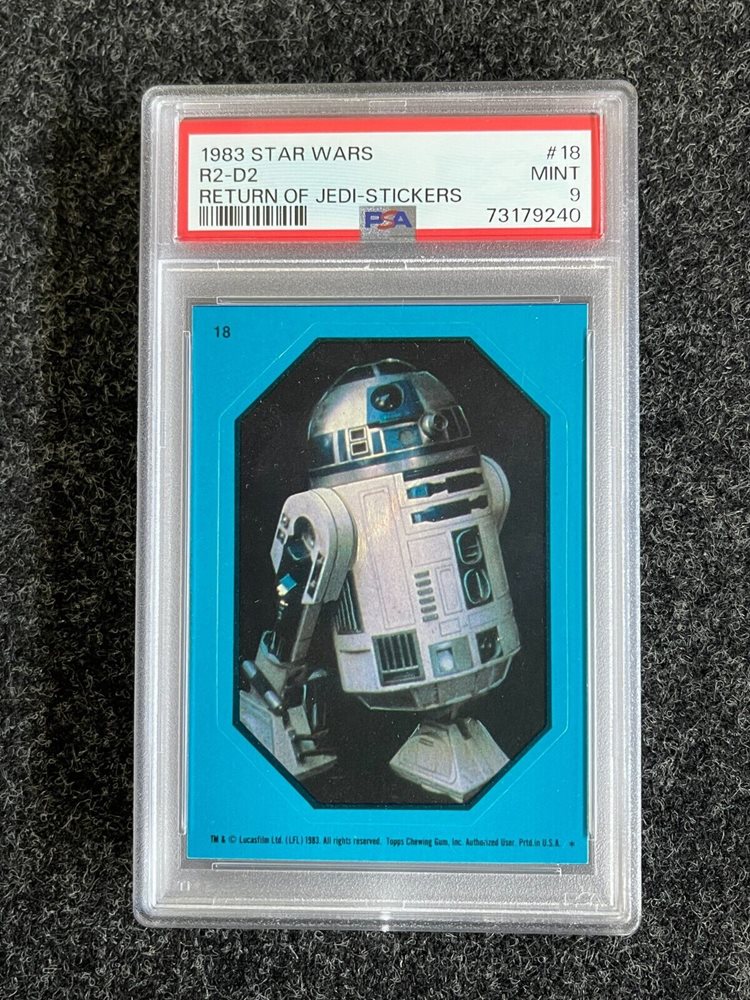 1983 STAR WARS #18
R2-D2 MINT
RETURN OF JEDI-STICKERS 9
PSA 73179240
18
TM & © Lucasfilm Ltd. (LFL) 1983. All rights reserved. Topps Chewing Gum, Inc. Authorized User. Prtd. in U.S.A. *